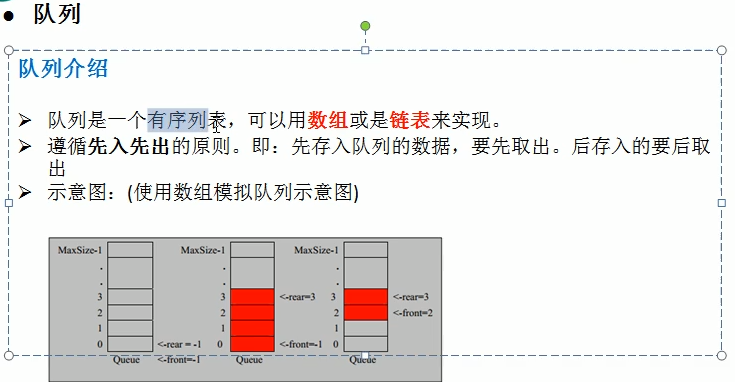 ● 队列
队列介绍
➢ 队列是一个有序列表，可以用数组或是链表来实现。
➢ 遵循先入先出的原则。即：先存入队列的数据，要先取出。后存入的要后取
出
➢ 示意图：(使用数组模拟队列示意图)
MaxSize-1 MaxSize-1 MaxSize-1
. . .
. . .
3 3 <-rear=3 3 <-rear=3
2 2 2 <-front=2
1 1 1
0 <-rear = -1 0 <-front=-1 0
Queue <-front=-1 Queue Queue